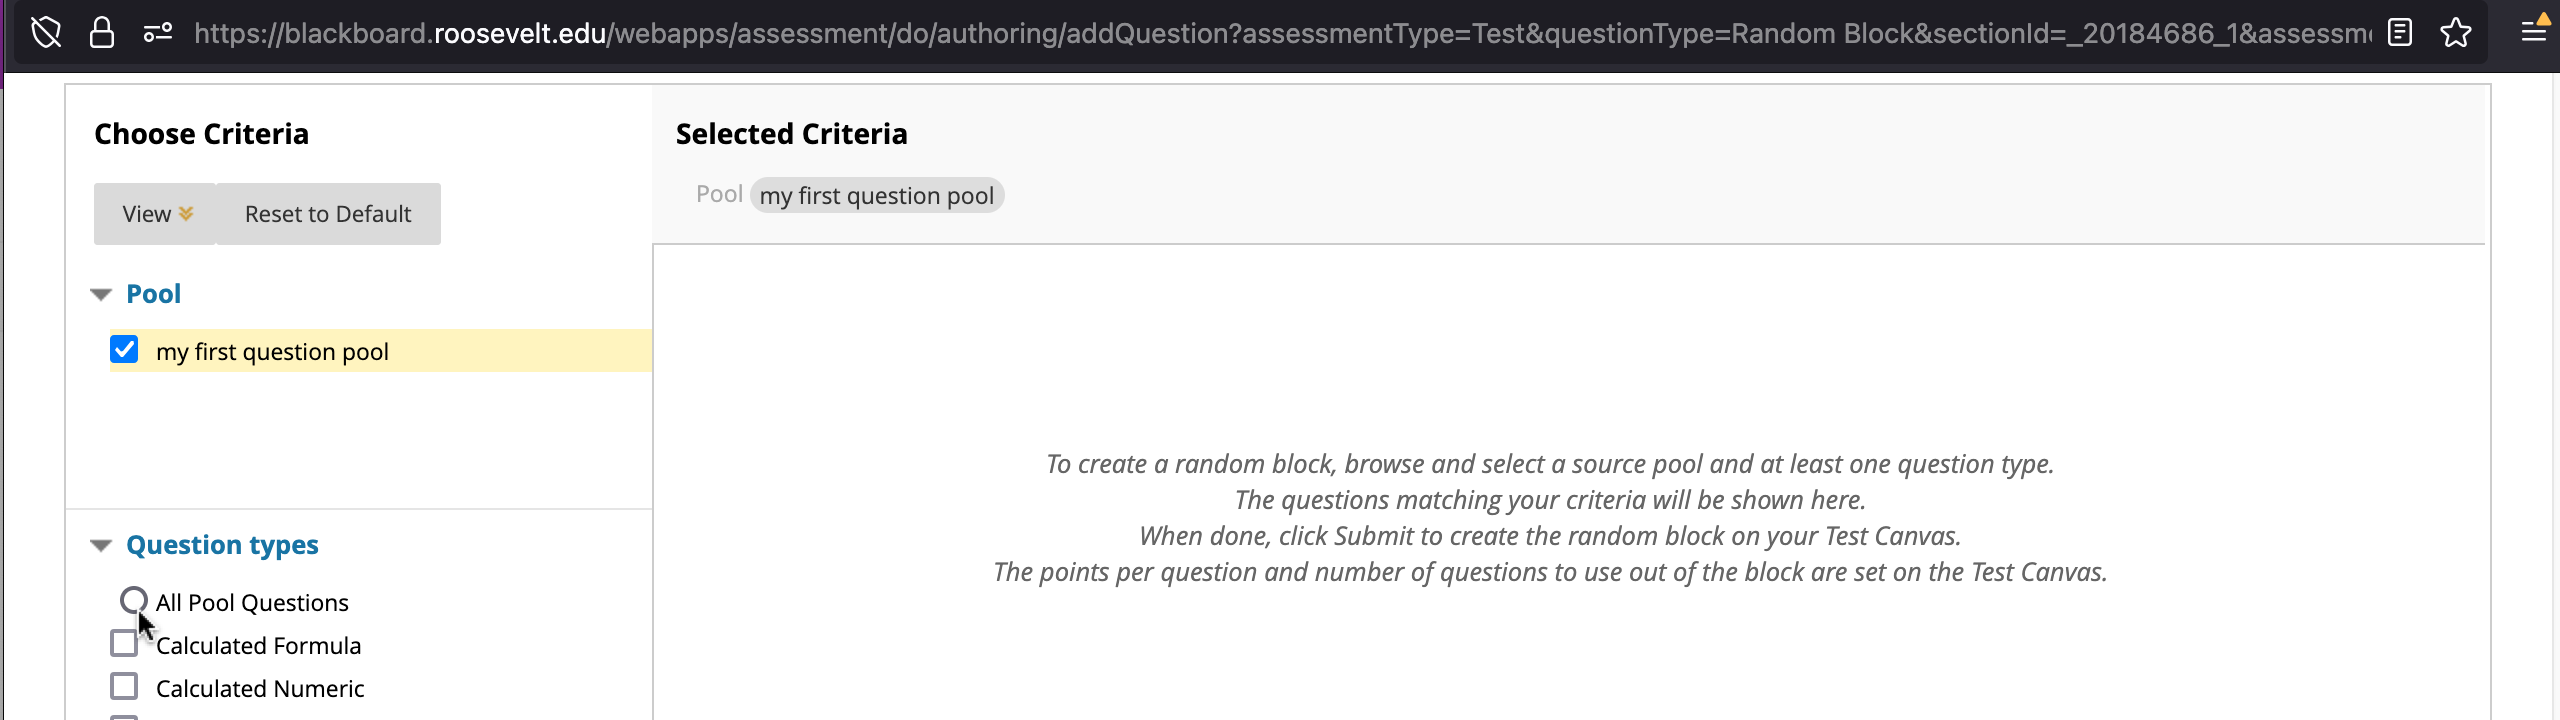 https://blackboard.roosevelt.edu/webapps/assessment/do/authoring/addQuestion?assessmentType=Test&questionType=Random Block&sectionId=_20184686_1&assessm
Choose Criteria
View Reset to Default
Pool
my first question pool
Question types
All Pool Questions
Calculated Formula
Calculated Numeric
Selected Criteria
Pool my first question pool
To create a random block, browse and select a source pool and at least one question type.
The questions matching your criteria will be shown here.
When done, click Submit to create the random block on your Test Canvas.
The points per question and number of questions to use out of the block are set on the Test Canvas.